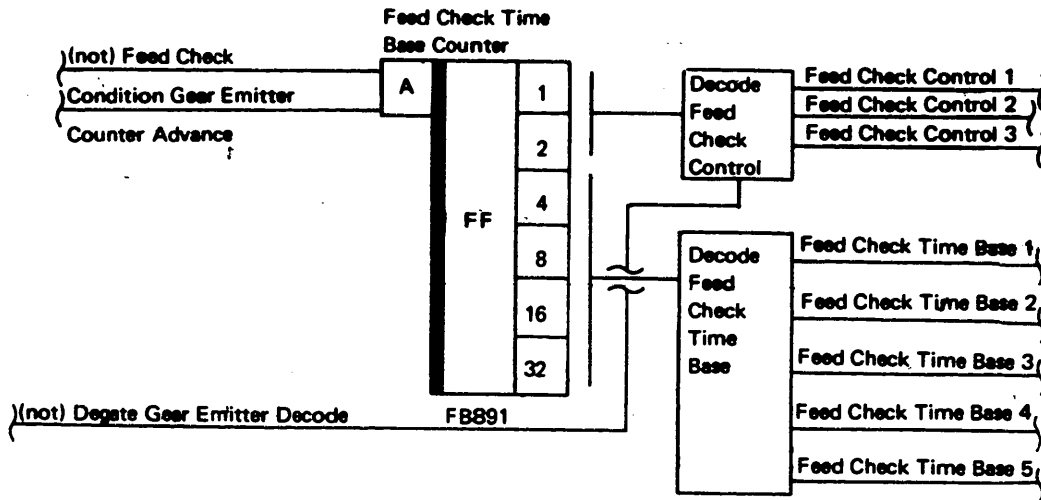 Feed Check Time
Base Counter
(not) Feed Check
Condition Gear Emitter
Counter Advance
A
FF
1
2
4
8
16
32
FB891
(not) Degate Gear Emitter Decode
Decode
Feed
Check
Control
Feed Check Control 1
Feed Check Control 2
Feed Check Control 3
Decode
Feed
Check
Time
Base
Feed Check Time Base 1
Feed Check Time Base 2
Feed Check Time Base 3
Feed Check Time Base 4
Feed Check Time Base 5